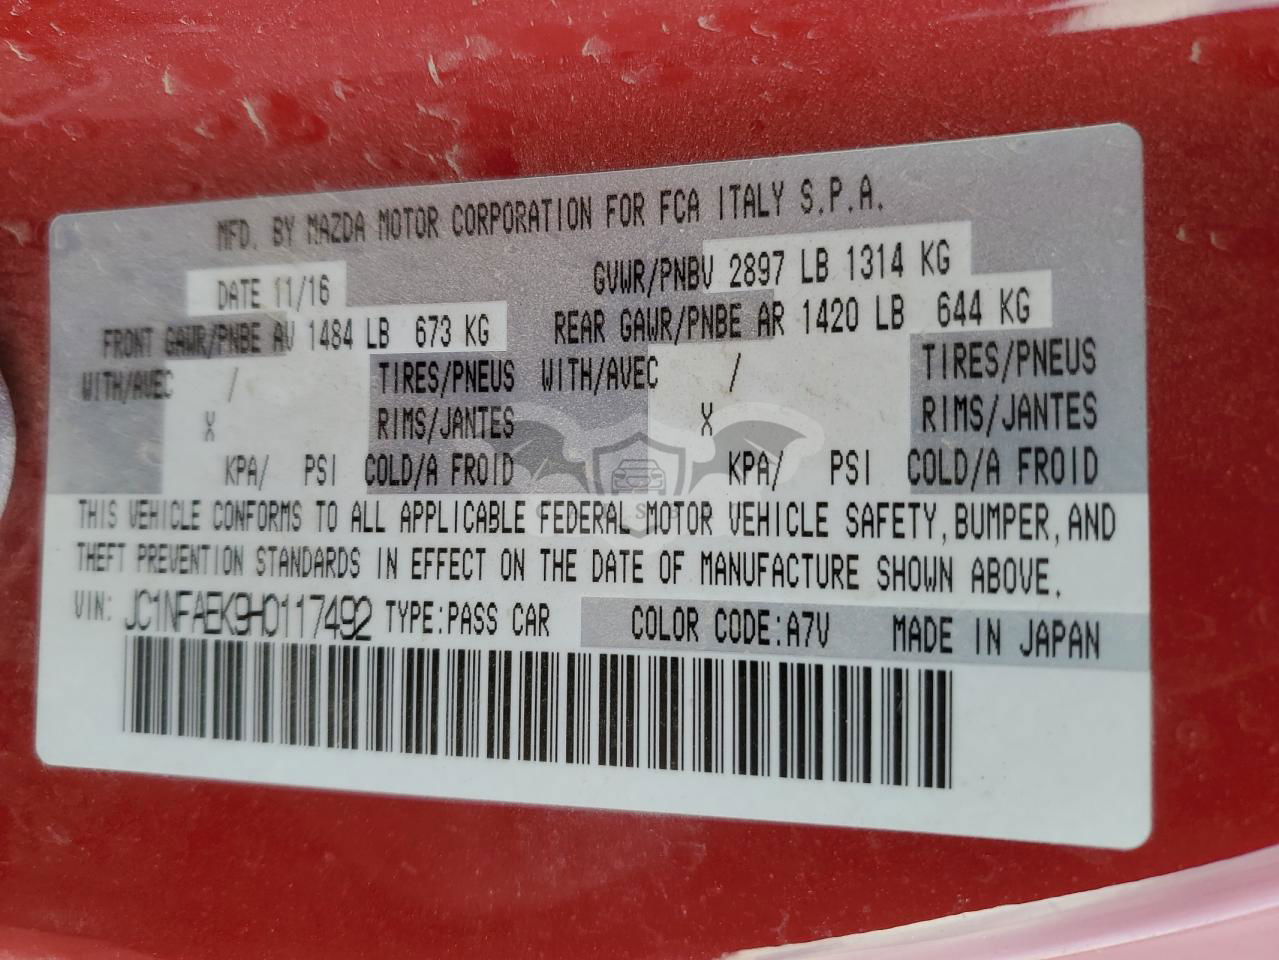 MFD. BY MAZDA MOTOR CORPORATION FOR FCA ITALY S.P.A.
DATE 11/16 GVWR/PNBV 2897 LB 1314 KG
FRONT GAWR/PNBE AV 1484 LB 673 KG REAR GAWR/PNBE AR 1420 LB 644 KG
WITH/AVEC / TIRES/PNEUS WITH/AVEC / TIRES/PNEUS
X RIMS/JANTES X RIMS/JANTES
KPA/ PSI COLD/A FROID KPA/ PSI COLD/A FROID
THIS VEHICLE CONFORMS TO ALL APPLICABLE FEDERAL MOTOR VEHICLE SAFETY, BUMPER, AND
THEFT PREVENTION STANDARDS IN EFFECT ON THE DATE OF MANUFACTURE SHOWN ABOVE.
VIN: JC1NFAEK9H0117492 TYPE:PASS CAR COLOR CODE:A7V MADE IN JAPAN